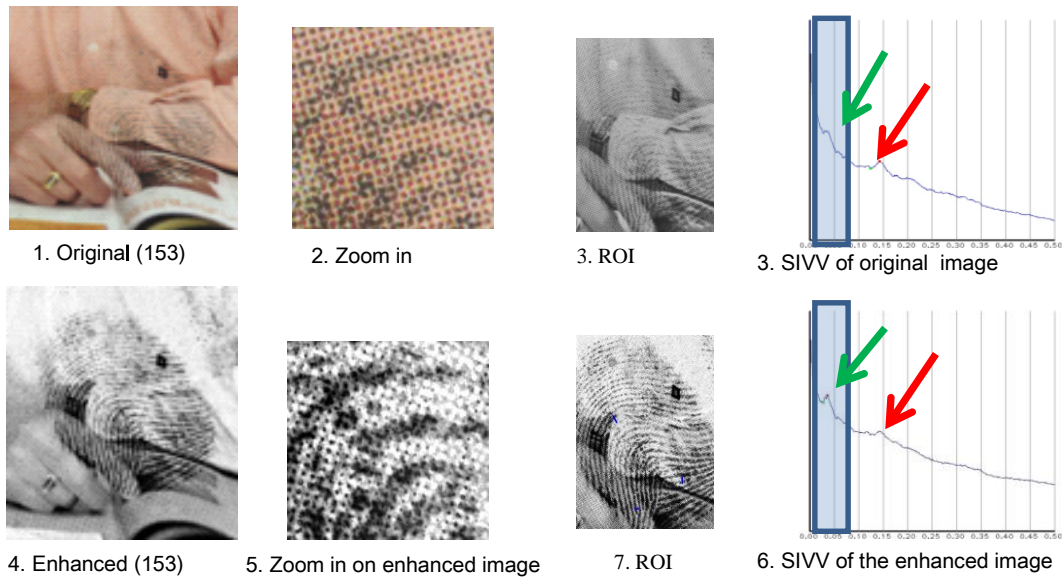 1. Original (153)
2. Zoom in
3. ROI
0.00 0.05 0.10 0.15 0.20 0.25 0.30 0.35 0.40 0.45 0.50
3. SIVV of original image
4. Enhanced (153)
5. Zoom in on enhanced image
7. ROI
0.00 0.05 0.10 0.15 0.20 0.25 0.30 0.35 0.40 0.45 0.50
6. SIVV of the enhanced image